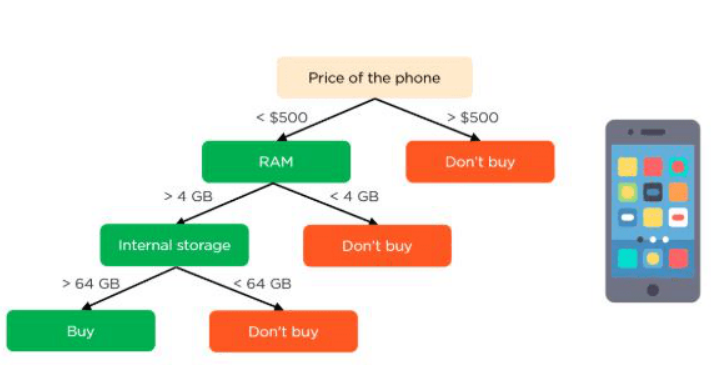 Price of the phone
< $500
> $500
RAM
Don't buy
> 4 GB
< 4 GB
Internal storage
Don't buy
> 64 GB
< 64 GB
Buy
Don't buy